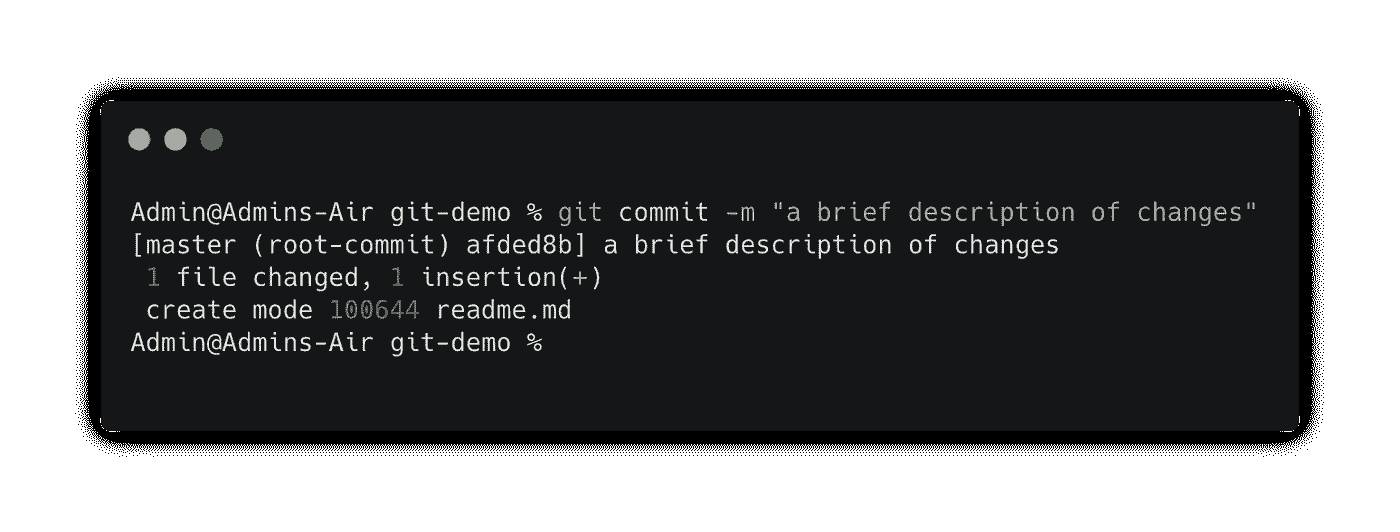 Admin@Admins-Air git-demo % git commit -m "a brief description of changes"
[master (root-commit) afded8b] a brief description of changes
 1 file changed, 1 insertion(+)
 create mode 100644 readme.md
Admin@Admins-Air git-demo %